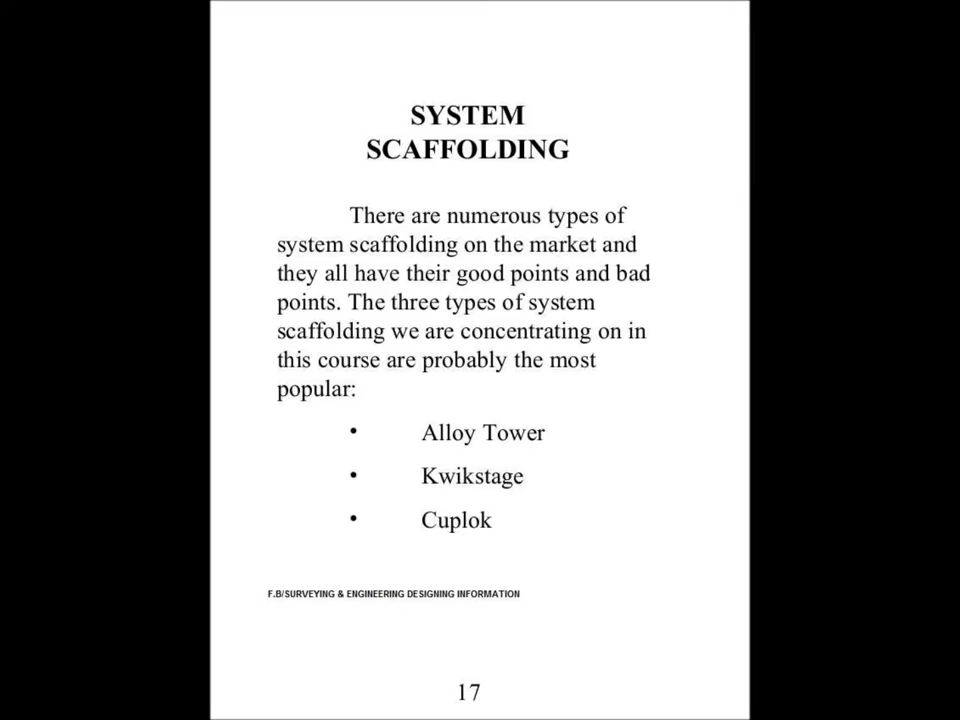 SYSTEM
SCAFFOLDING
There are numerous types of
system scaffolding on the market and
they all have their good points and bad
points. The three types of system
scaffolding we are concentrating on in
this course are probably the most
popular:
• Alloy Tower
• Kwikstage
• Cuplok
F.B/SURVEYING & ENGINEERING DESIGNING INFORMATION
17